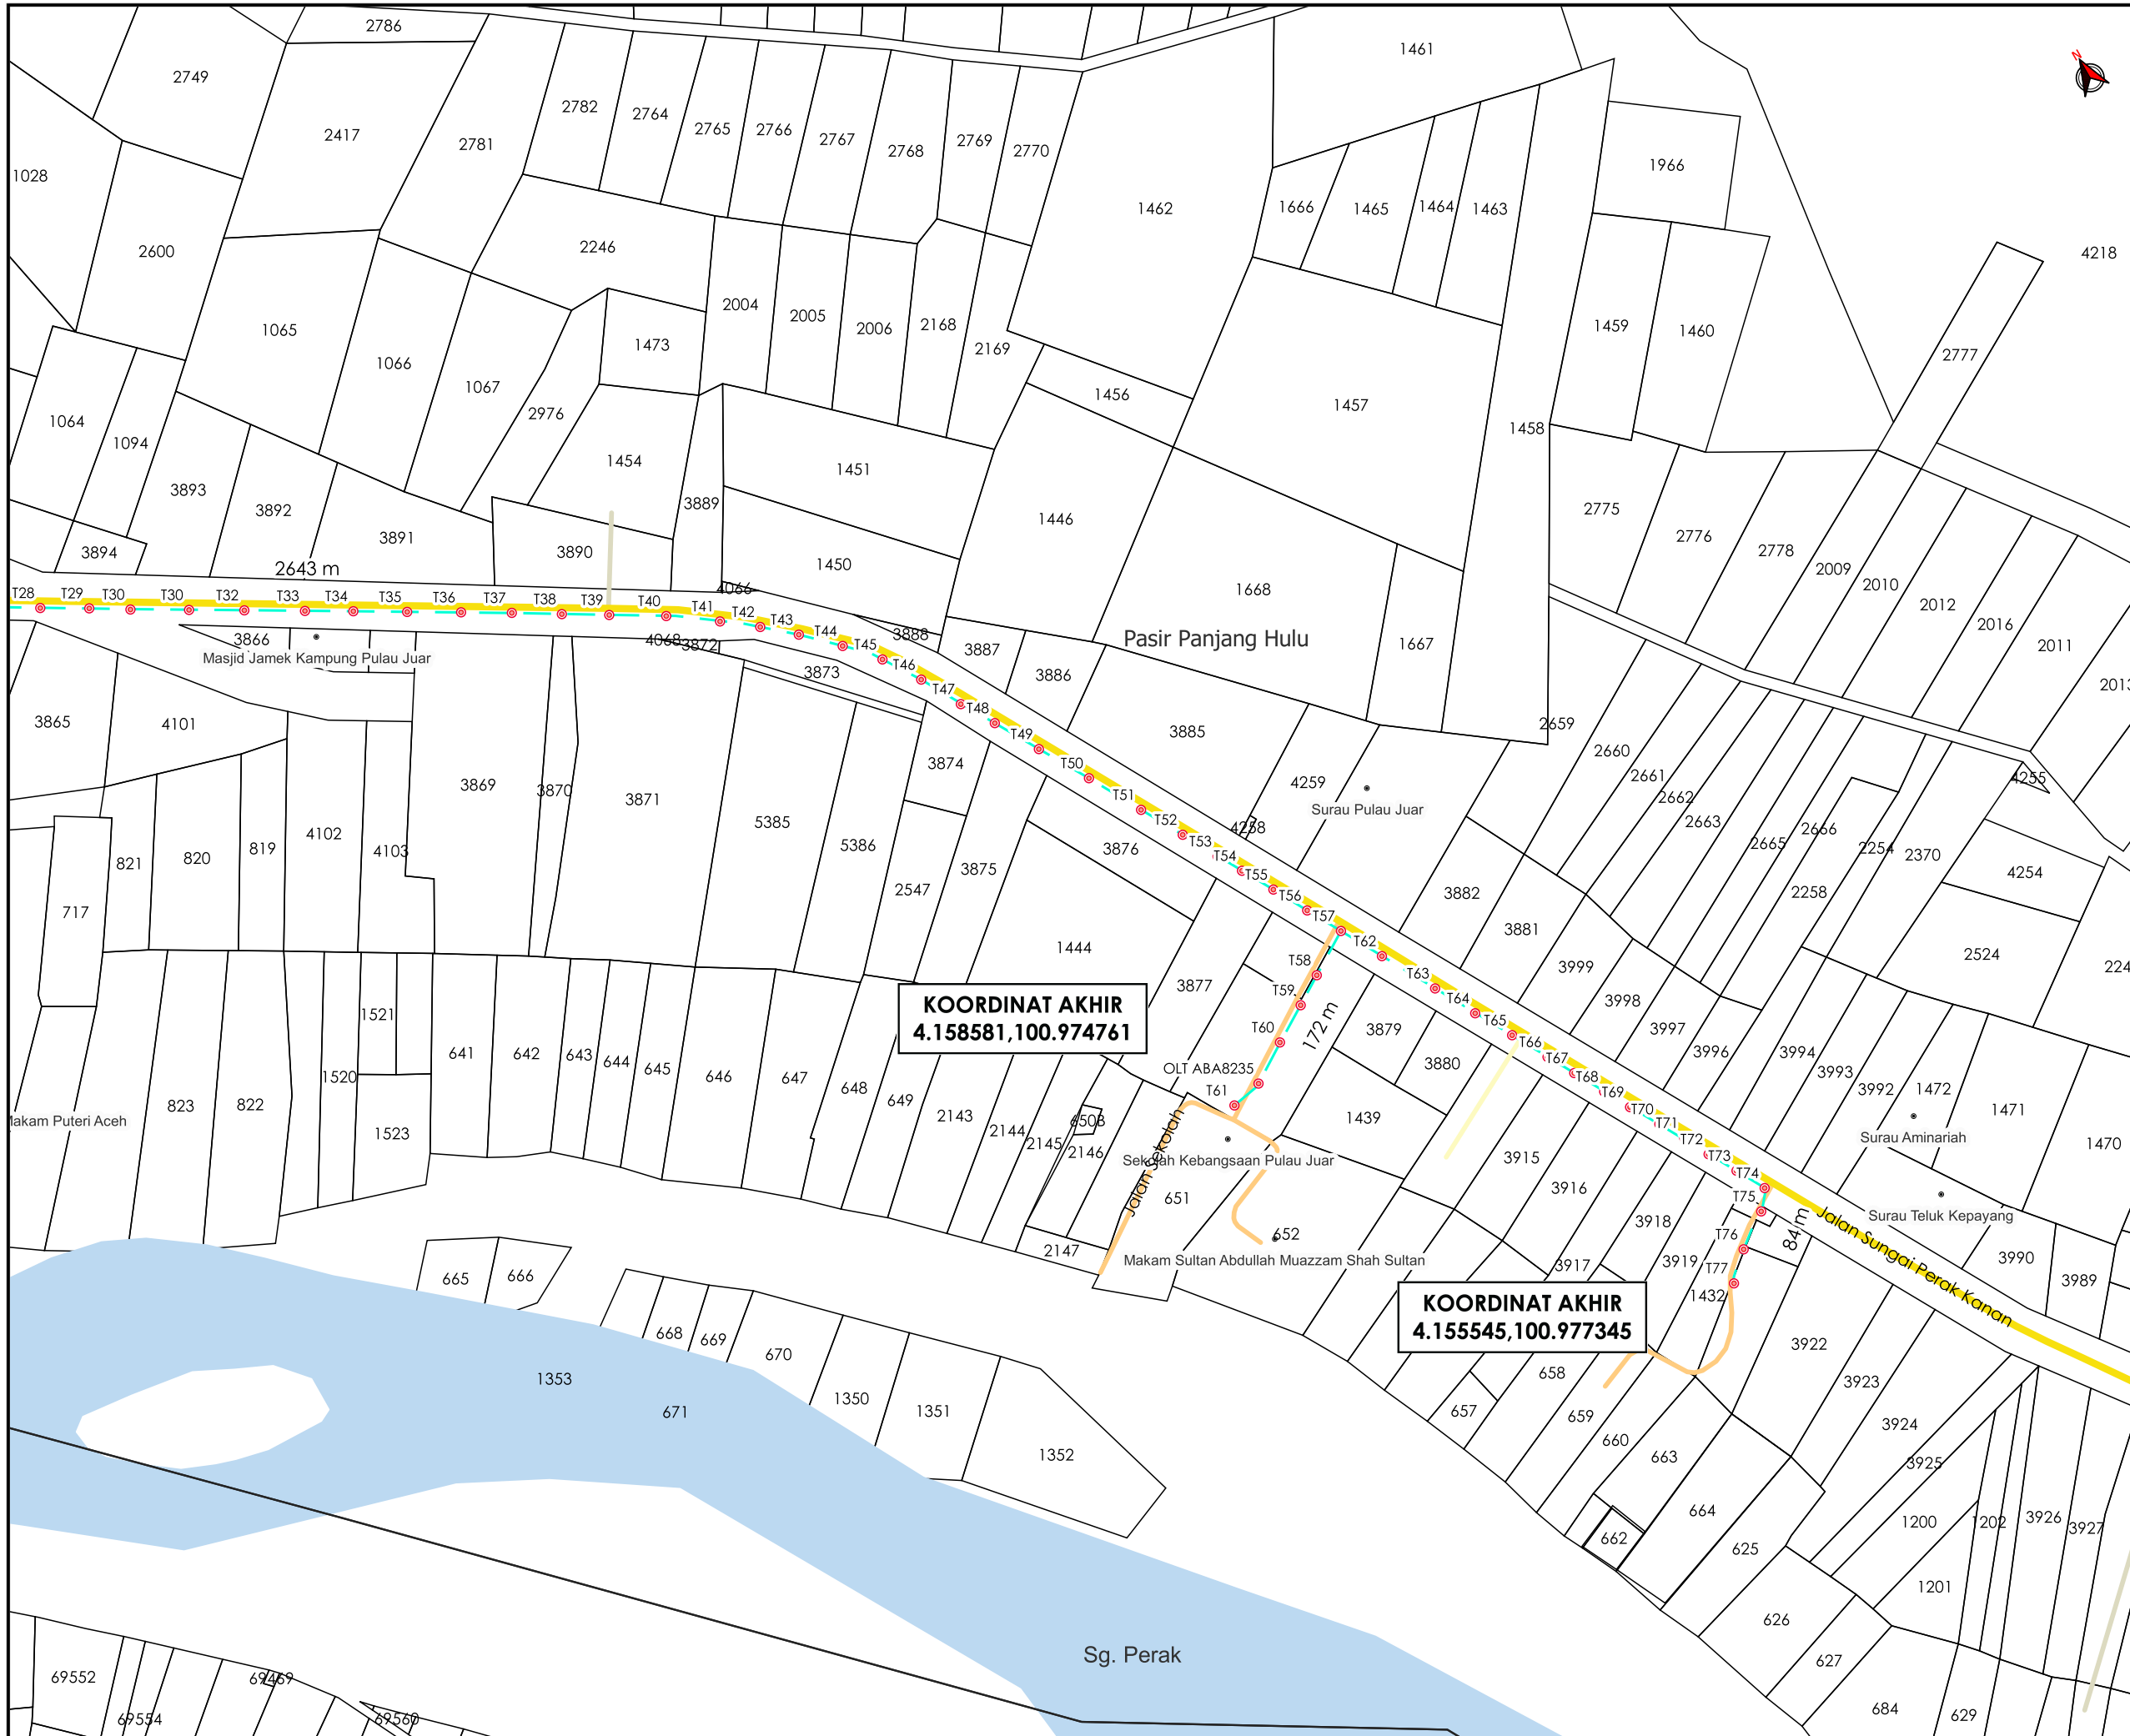 2786
1461
N
2749
2417
2781
2782
2764
2765
2766
2767
2768
2769
2770
1028
1462
1666
1465
1464
1463
1966
4218
2600
2246
1065
1066
1067
2976
1473
2004
2005
2006
2168
2169
1456
1457
1458
1459
1460
2777
1064
1094
3893
3892
3891
1454
3889
1451
1446
2775
2776
2778
2009
2010
2012
2016
2011
2013
3894
2643 m
3890
1450
4066
1668
1667
Pasir Panjang Hulu
T28
T29
T30
T30
T32
T33
T34
T35
T36
T37
T38
T39
T40
T41
T42
T43
T44
T45
T46
T47
T48
T49
T50
T51
T52
T53
T54
T55
T56
T57
3866
Masjid Jamek Kampung Pulau Juar
4068
3872
3873
3888
3887
3886
3885
3865
4101
3869
3870
3871
5385
5386
3874
2547
3875
3876
4259
4258
Surau Pulau Juar
2659
2660
2661
2662
2663
2665
2666
2254
2370
2258
4255
4254
2524
224
717
821
820
819
4102
4103
1444
3877
3882
3881
3999
3998
3997
3996
3994
3993
3992
1472
1471
1470
T62
T63
T64
T65
T66
T67
T68
T69
T70
T71
T72
T73
T74
T58
T59
T60
T61
172 m
OLT ABA8235
KOORDINAT AKHIR
4.158581,100.974761
3879
3880
1439
1521
1520
1523
641
642
643
644
645
646
647
648
649
2143
2144
2145
2146
650B
2147
823
822
Makam Puteri Aceh
Jalan Sekolah
Sekolah Kebangsaan Pulau Juar
651
652
Makam Sultan Abdullah Muazzam Shah Sultan
3915
3916
3917
3918
3919
Surau Aminariah
Surau Teluk Kepayang
T75
T76
T77
84 m
Jalan Sungai Perak Kanan
3990
3989
1432
KOORDINAT AKHIR
4.155545,100.977345
665
666
668
669
670
1350
1351
1352
1353
671
657
658
659
660
663
664
662
625
626
627
684
629
3922
3923
3924
3925
1200
1202
1201
3926
3927
Sg. Perak
69552
69554
69469
69560